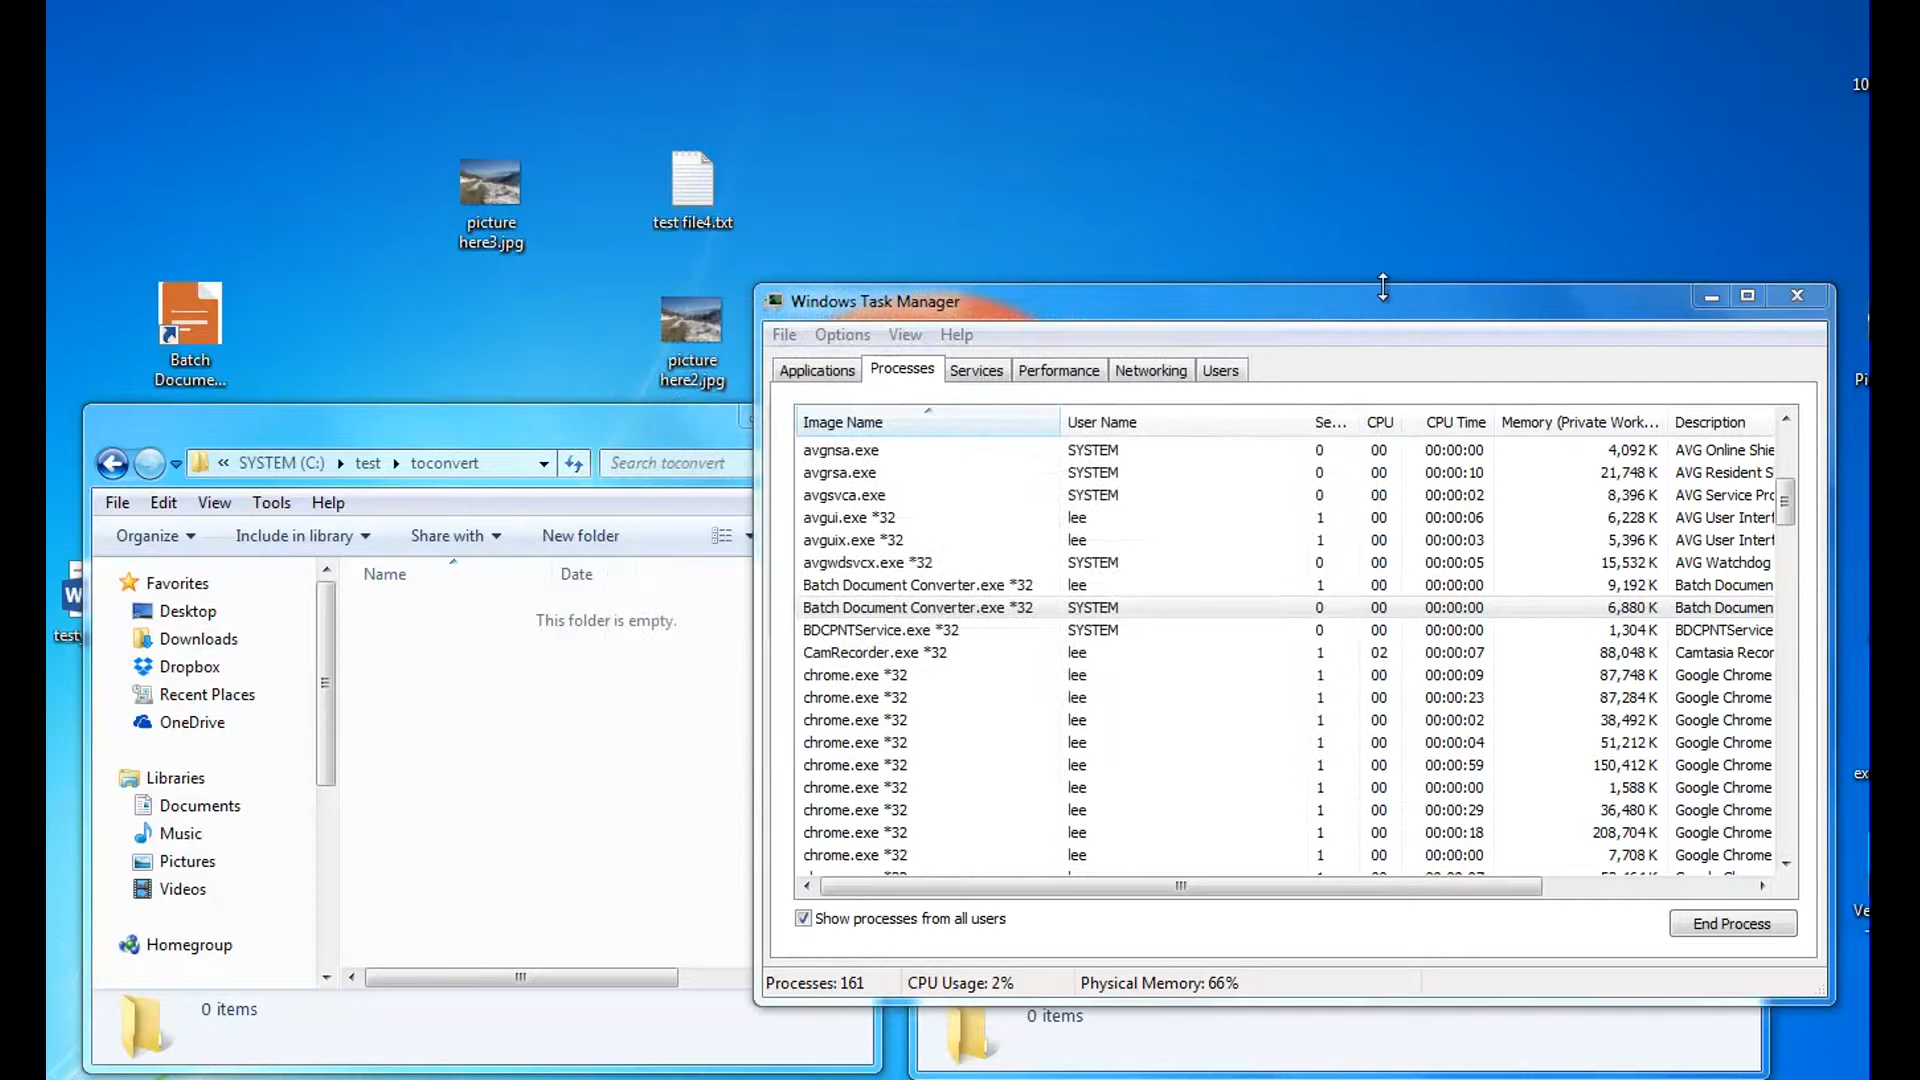 10
picture
here3.jpg
test file4.txt
Batch
Docume...
picture
here2.jpg
Windows Task Manager
File Options View Help
Applications Processes Services Performance Networking Users
Image Name User Name Se... CPU CPU Time Memory (Private Work... Description
avgnsa.exe SYSTEM 0 00 00:00:00 4,092 K AVG Online Shie
avgrsa.exe SYSTEM 0 00 00:00:10 21,748 K AVG Resident S
avgsvca.exe SYSTEM 0 00 00:00:02 8,396 K AVG Service Prc
avgui.exe *32 lee 1 00 00:00:06 6,228 K AVG User Interf
avguix.exe *32 lee 1 00 00:00:03 5,396 K AVG User Interf
avgwdsvcx.exe *32 SYSTEM 0 00 00:00:05 15,532 K AVG Watchdog
Batch Document Converter.exe *32 lee 1 00 00:00:00 9,192 K Batch Documen
Batch Document Converter.exe *32 SYSTEM 0 00 00:00:00 6,880 K Batch Documen
BDCPNTService.exe *32 SYSTEM 0 00 00:00:00 1,304 K BDCPNTService
CamRecorder.exe *32 lee 1 02 00:00:07 88,048 K Camtasia Recor
chrome.exe *32 lee 1 00 00:00:09 87,748 K Google Chrome
chrome.exe *32 lee 1 00 00:00:23 87,284 K Google Chrome
chrome.exe *32 lee 1 00 00:00:02 38,492 K Google Chrome
chrome.exe *32 lee 1 00 00:00:04 51,212 K Google Chrome
chrome.exe *32 lee 1 00 00:00:59 150,412 K Google Chrome
chrome.exe *32 lee 1 00 00:00:00 1,588 K Google Chrome
chrome.exe *32 lee 1 00 00:00:29 36,480 K Google Chrome
chrome.exe *32 lee 1 00 00:00:18 208,704 K Google Chrome
chrome.exe *32 lee 1 00 00:00:00 7,708 K Google Chrome
Show processes from all users
End Process
Processes: 161 CPU Usage: 2% Physical Memory: 66%
« SYSTEM (C:) test toconvert
Search toconvert
File Edit View Tools Help
Organize Include in library Share with New folder
Name Date
This folder is empty.
Favorites
Desktop
Downloads
Dropbox
Recent Places
OneDrive
Libraries
Documents
Music
Pictures
Videos
Homegroup
0 items
0 items
W
Pi
ex
Ve